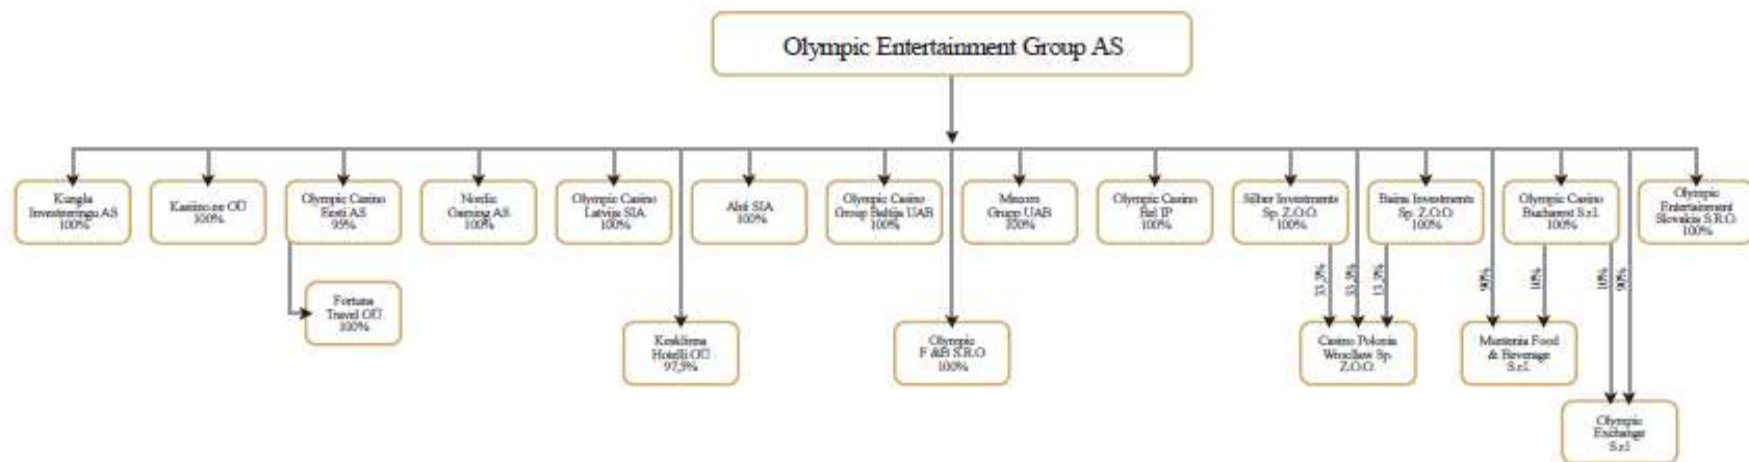 Olympic Entertainment Group AS
Kungla
Investeeringu AS
100%
Kasiino.ee OÜ
100%
Olympic Casino
Eesti AS
95%
Nordic
Gaming AS
100%
Olympic Casino
Latvija SIA
100%
Ahti SIA
100%
Olympic Casino
Group Baltija UAB
100%
Mecom
Grupp UAB
100%
Olympic Casino
Bel IP
100%
Silber Investments
Sp. Z.O.O.
100%
Baina Investments
Sp. Z.O.O.
100%
Olympic Casino
Bucharest S.r.l.
100%
Olympic
Entertainment
Slovakia S.R.O.
100%
33,3%
33,3%
13,3%
90%
10%
10%
90%
Fortuna
Travel OÜ
100%
Kesklinna
Hotelli OÜ
97,5%
Olympic
F &B S.R.O
100%
Casino Polonia
Wroclaw Sp.
Z.O.O.
Muntenia Food
& Beverage
S.r.l.
Olympic
Exchange
S.r.l